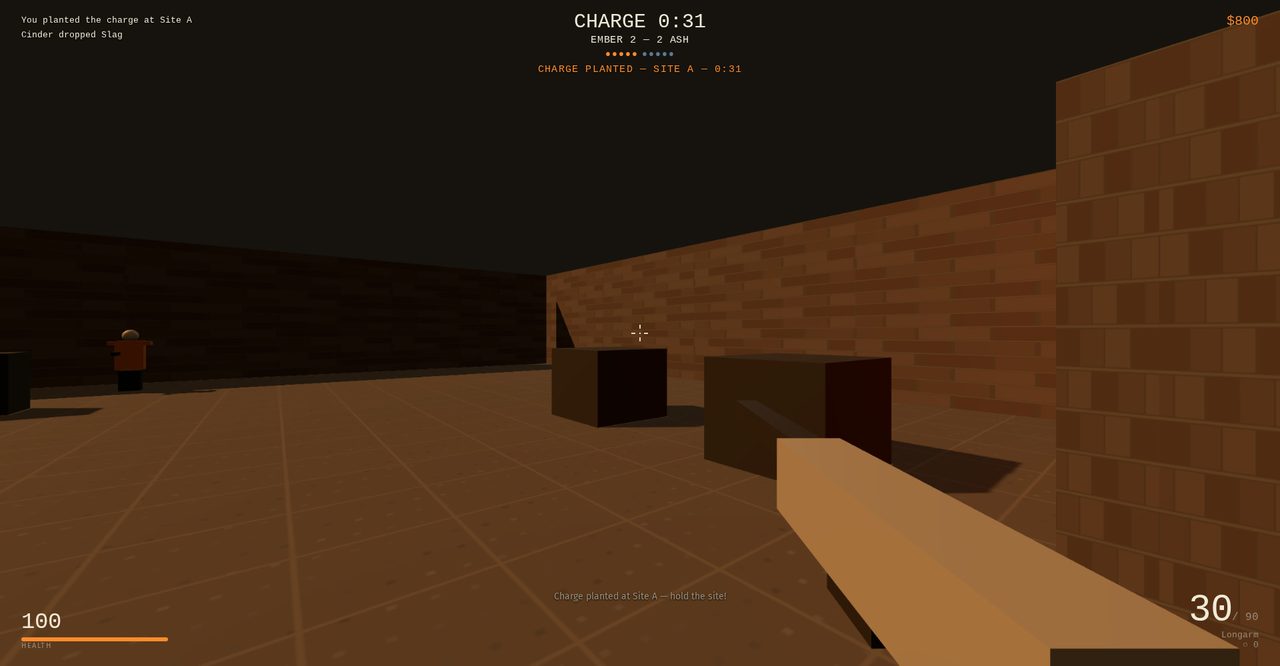 You planted the charge at Site A
Cinder dropped Slag
CHARGE 0:31
EMBER 2 — 2 ASH
CHARGE PLANTED — SITE A — 0:31
$800
Charge planted at Site A — hold the site!
100
HEALTH
30 / 90
Longarm
○ 0